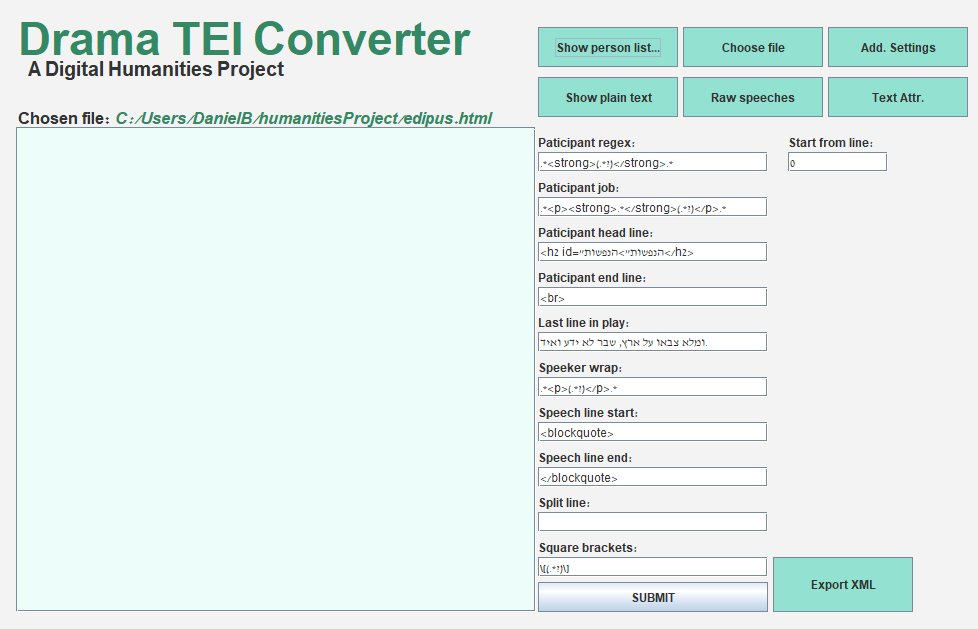 Drama TEI Converter
A Digital Humanities Project
Show person list...
Choose file
Add. Settings
Show plain text
Raw speeches
Text Attr.
Chosen file: C:/Users/DanielB/humanitiesProject/edipus.html
Paticipant regex:
.*<strong>(.*?)</strong>.*
Start from line:
0
Paticipant job:
.*<p><strong>.*</strong>(.*?)</p>.*
Paticipant head line:
<h2 id="הנפשות">הנפשות</h2>
Paticipant end line:
<br>
Last line in play:
ומלא צבאו על ארץ, שבר לא ידע ואיד.
Speeker wrap:
.*<p>(.*?)</p>.*
Speech line start:
<blockquote>
Speech line end:
</blockquote>
Split line:
Square brackets:
\[(.*?)\]
SUBMIT
Export XML